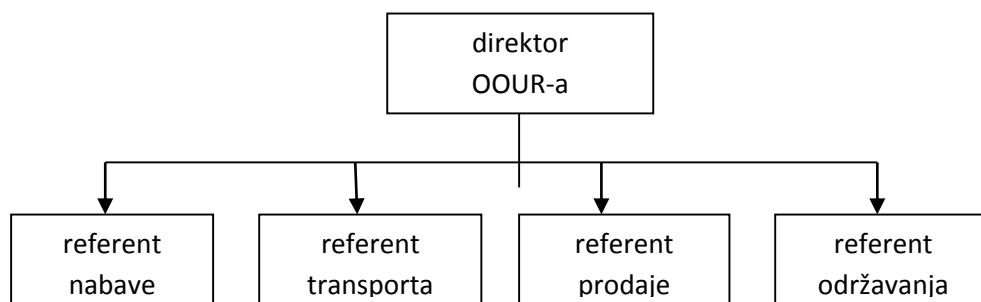 direktor
OOUR-a
referent
nabave
referent
transporta
referent
prodaje
referent
održavanja